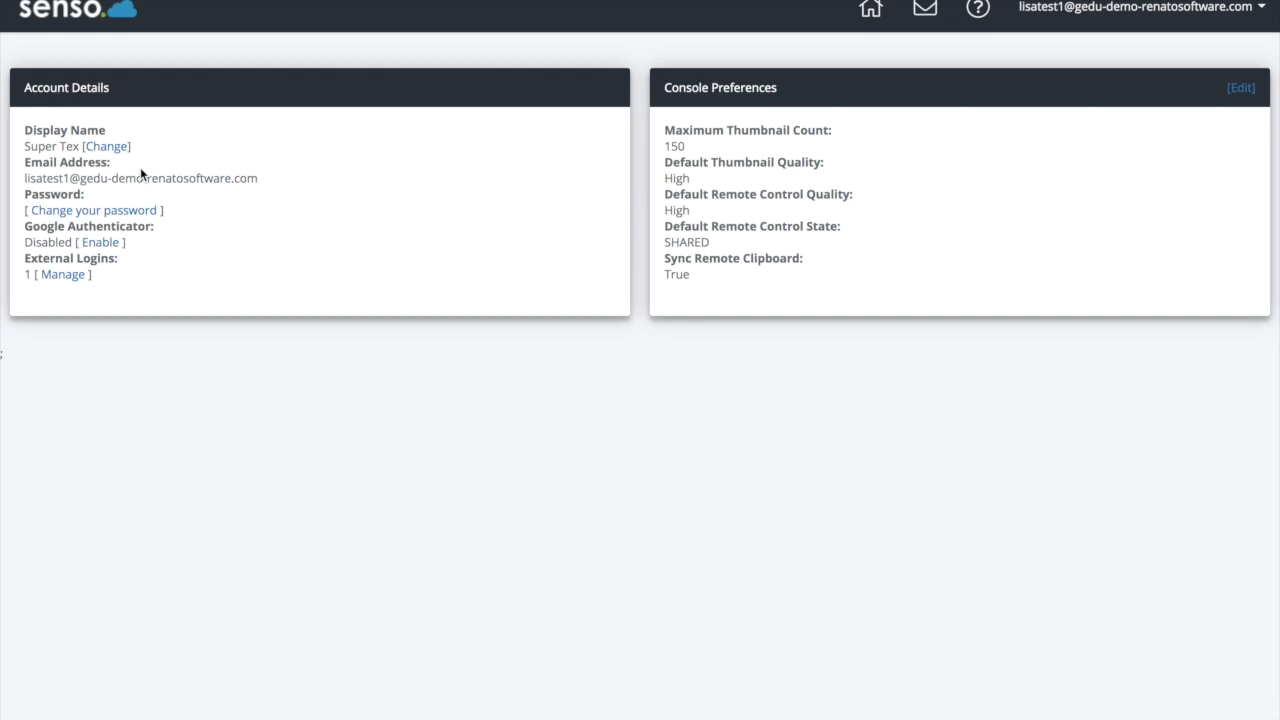 senso.
lisatest1@gedu-demo-renatosoftware.com
Account Details
Display Name
Super Tex [Change]
Email Address:
lisatest1@gedu-demo-renatosoftware.com
Password:
[ Change your password ]
Google Authenticator:
Disabled [ Enable ]
External Logins:
1 [ Manage ]
Console Preferences [Edit]
Maximum Thumbnail Count:
150
Default Thumbnail Quality:
High
Default Remote Control Quality:
High
Default Remote Control State:
SHARED
Sync Remote Clipboard:
True
;